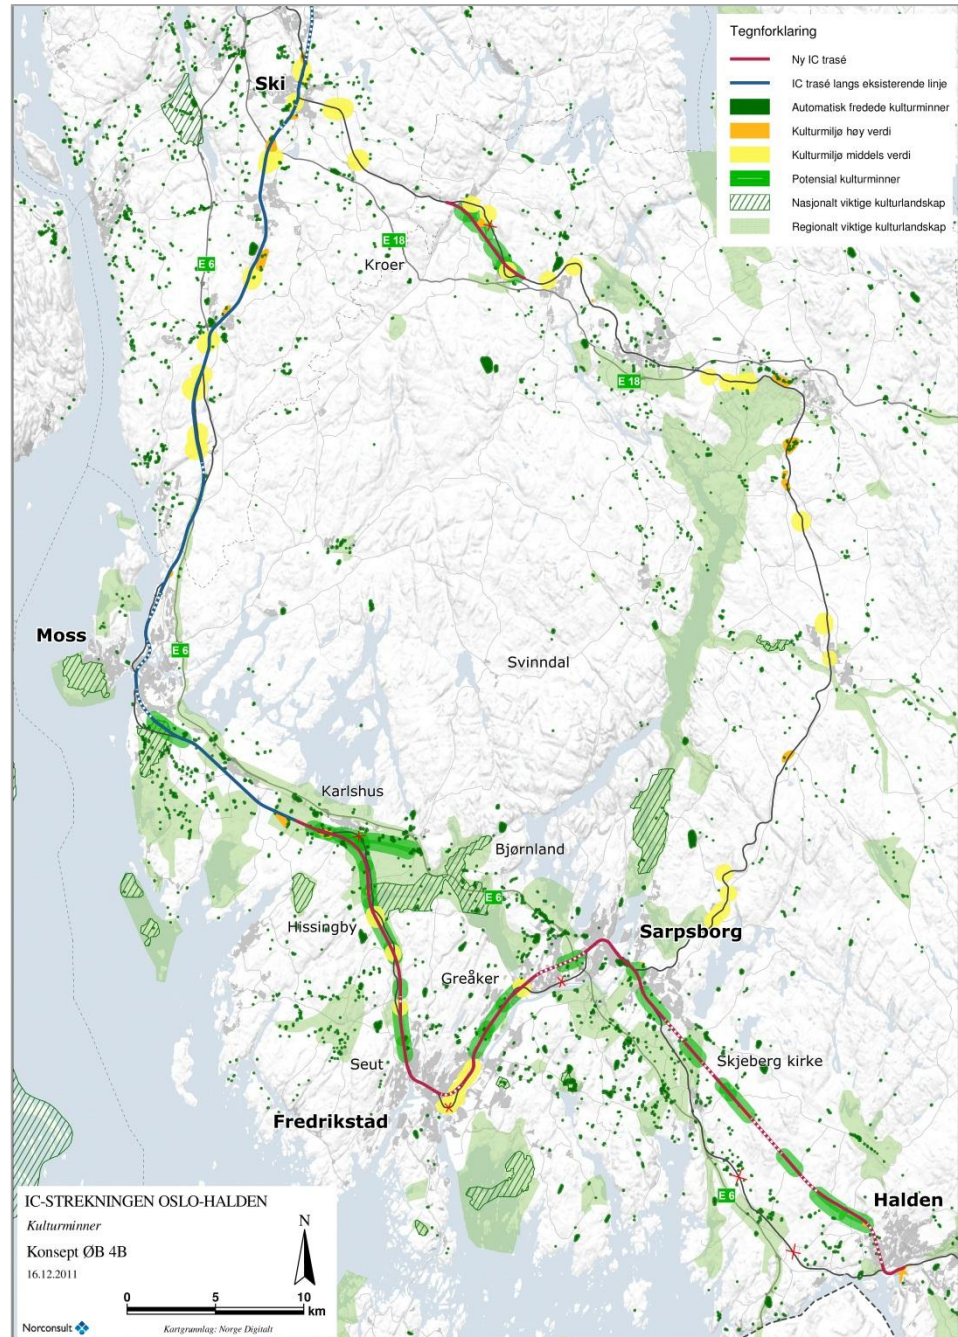 Tegnforklaring
Ny IC trasé
IC trasé langs eksisterende linje
Automatisk fredede kulturminner
Kulturmiljø høy verdi
Kulturmiljø middels verdi
Potensial kulturminner
Nasjonalt viktige kulturlandskap
Regionalt viktige kulturlandskap
Ski
E 18
Kroer
E 6
E 18
Moss
E 6
Svinndal
Karlshus
Bjørnland
E 6
Hissingby
Sarpsborg
Greåker
Seut
Skjeberg kirke
Fredrikstad
E 6
Halden
IC-STREKNINGEN OSLO-HALDEN
Kulturminner
Konsept ØB 4B
16.12.2011
N
0 5 10
km
Norconsult
Kartgrunnlag: Norge Digitalt